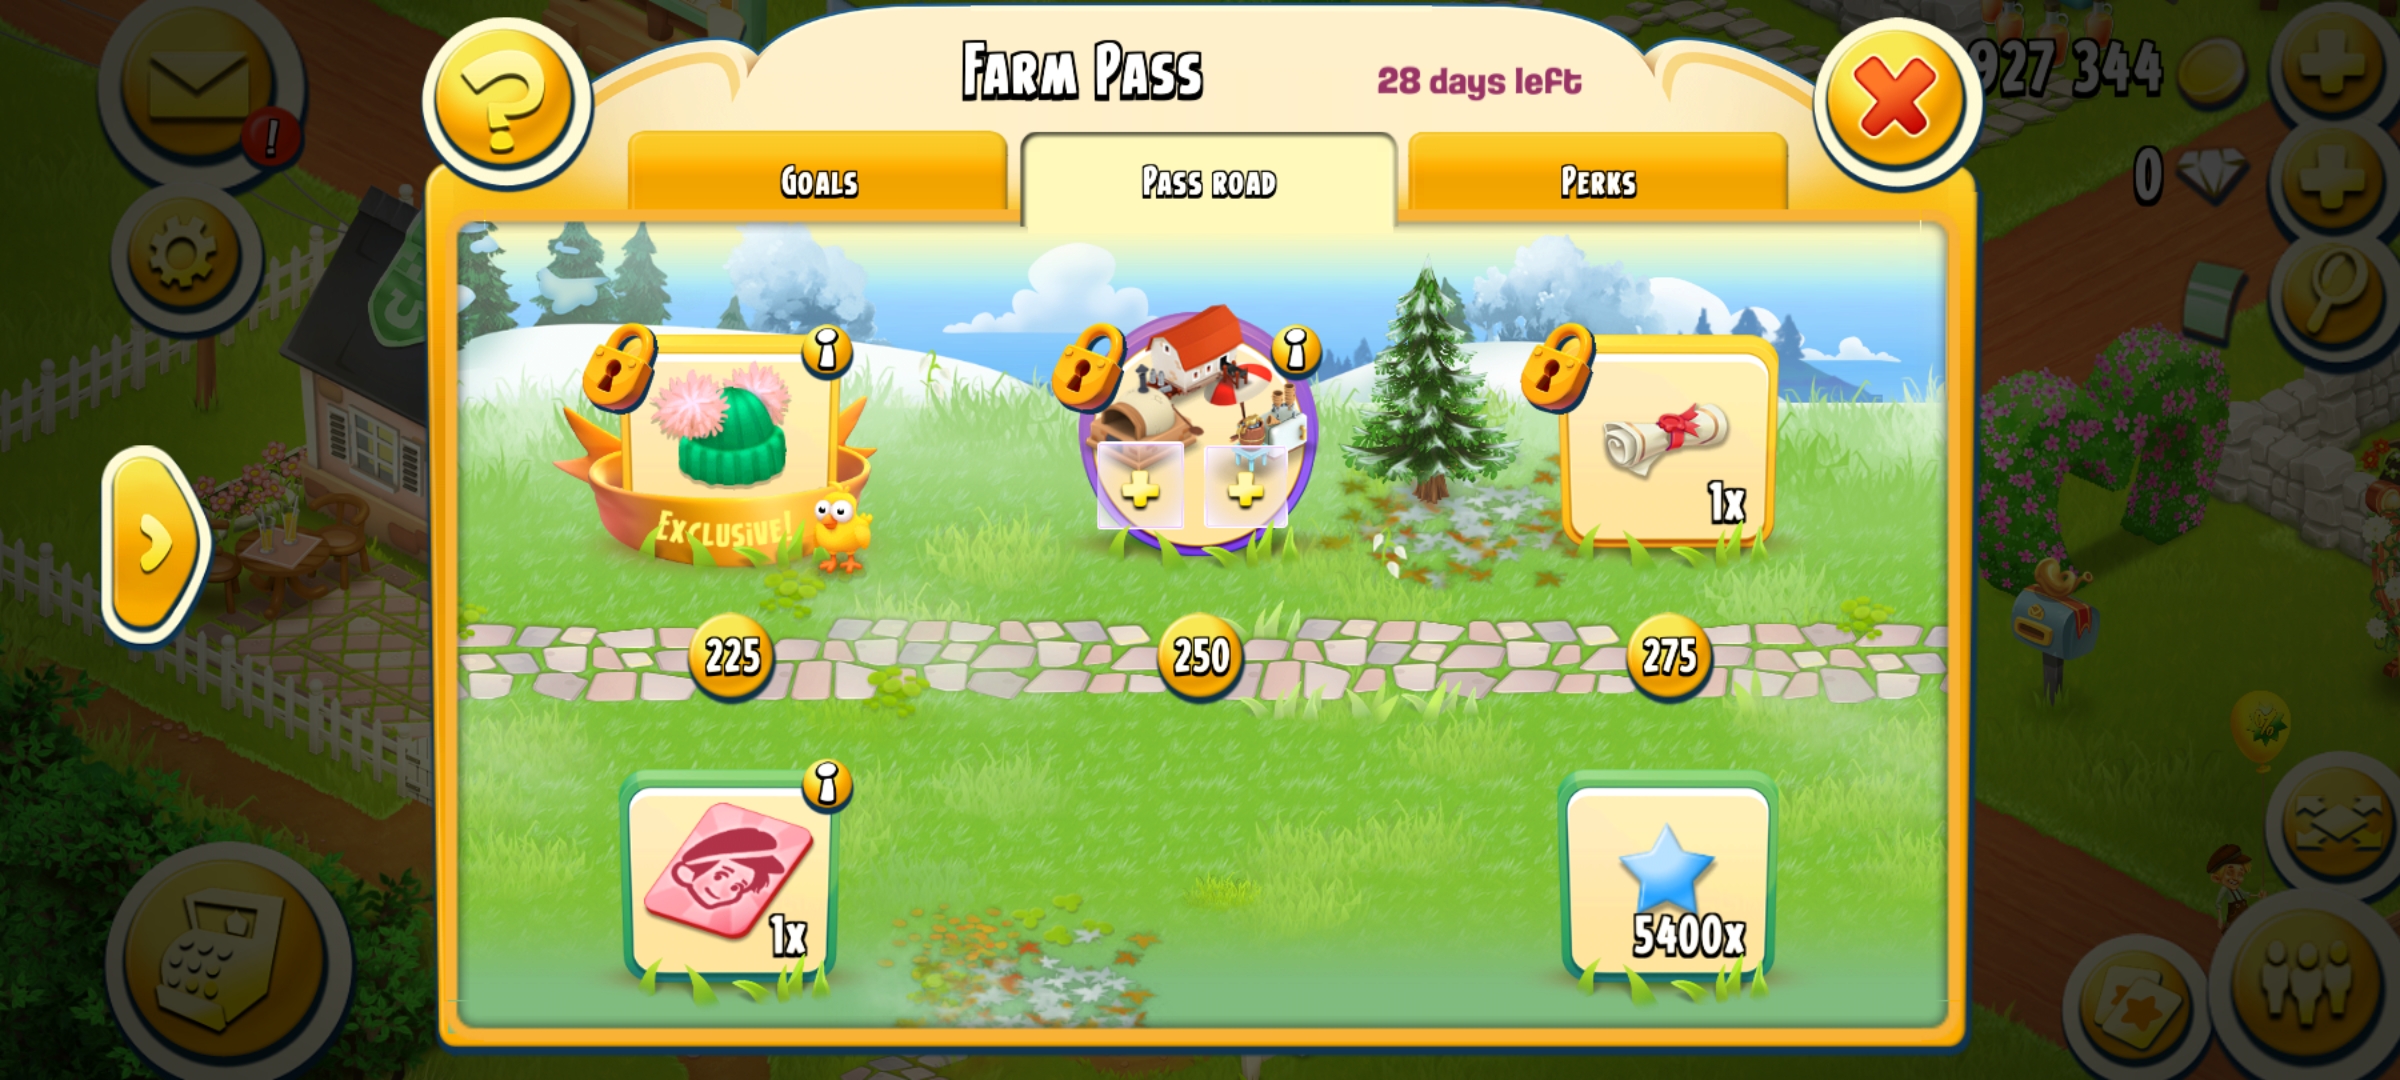 FARM PASS
28 days left
927 344
GOALS
PASS ROAD
PERKS
0
EXCLUSIVE!
1x
225
250
275
1x
5400x